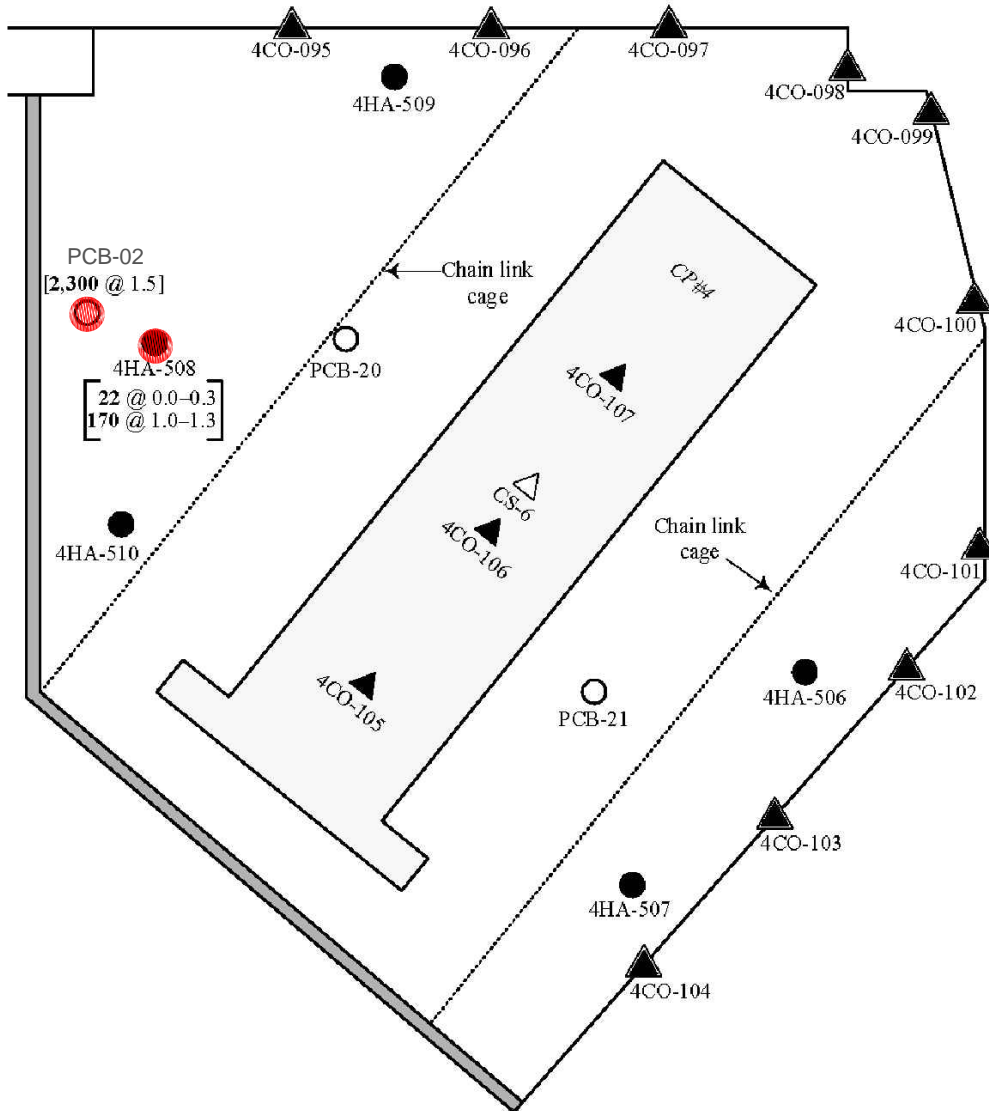 4CO-095
4CO-096
4CO-097
4CO-098
4HA-509
4CO-099
PCB-02
[2,300 @ 1.5]
Chain link
cage
CP#4
4CO-100
4HA-508
22 @ 0.0–0.3
170 @ 1.0–1.3
PCB-20
4CO-107
CS-6
4CO-106
Chain link
cage
4HA-510
4CO-101
4CO-105
4HA-506
4CO-102
PCB-21
4CO-103
4HA-507
4CO-104